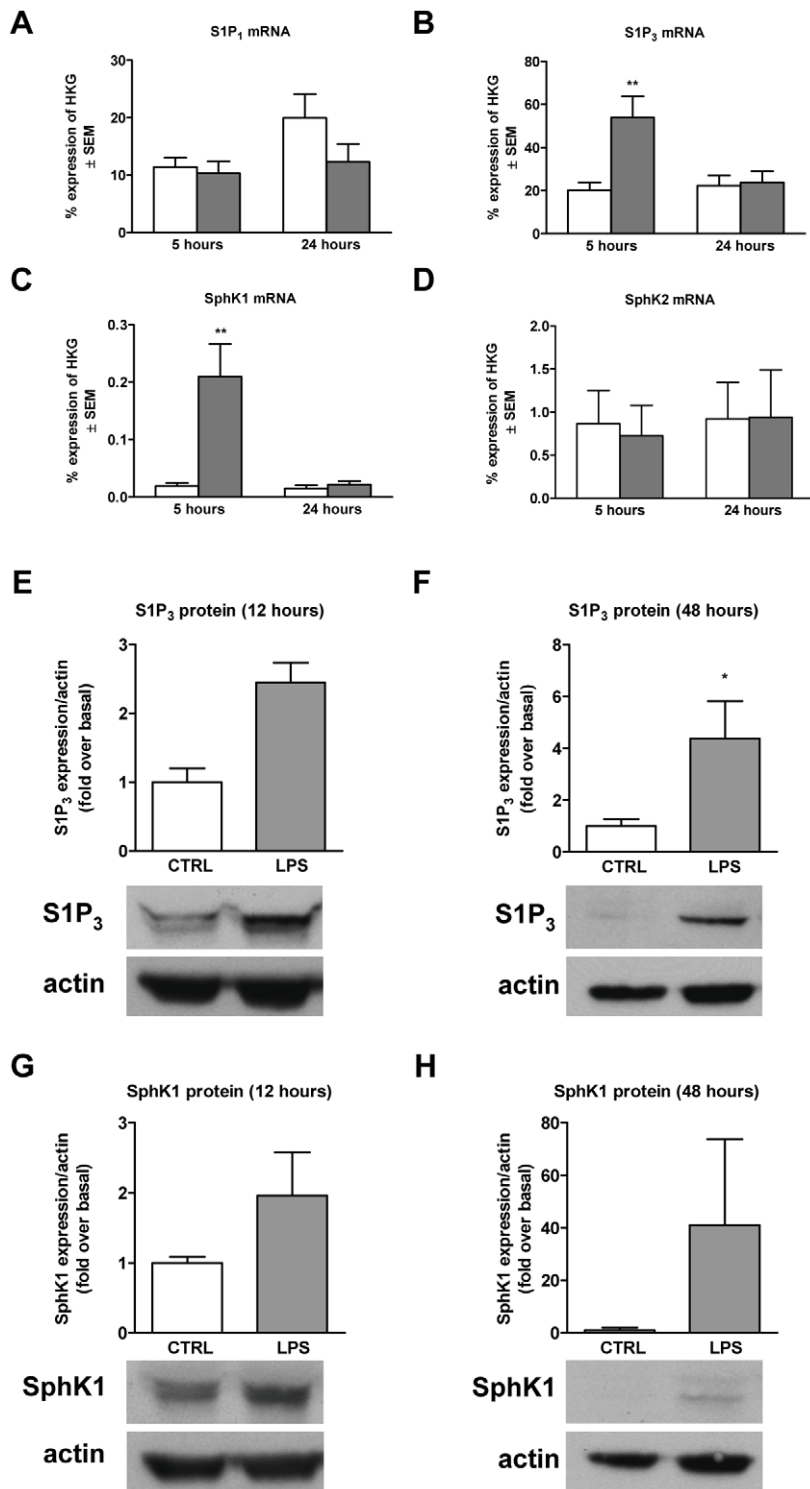 A
S1P₁ mRNA
% expression of HKG
± SEM
30
20
10
0
5 hours
24 hours
B
S1P₃ mRNA
% expression of HKG
± SEM
80
60
40
20
0
**
5 hours
24 hours
C
SphK1 mRNA
% expression of HKG
± SEM
0.3
0.2
0.1
0.0
**
5 hours
24 hours
D
SphK2 mRNA
% expression of HKG
± SEM
2.0
1.5
1.0
0.5
0.0
5 hours
24 hours
E
S1P₃ protein (12 hours)
S1P₃ expression/actin
(fold over basal)
3
2
1
0
CTRL
LPS
S1P₃
actin
F
S1P₃ protein (48 hours)
S1P₃ expression/actin
(fold over basal)
8
6
4
2
0
*
CTRL
LPS
S1P₃
actin
G
SphK1 protein (12 hours)
SphK1 expression/actin
(fold over basal)
3
2
1
0
CTRL
LPS
SphK1
actin
H
SphK1 protein (48 hours)
SphK1 expression/actin
(fold over basal)
80
60
40
20
0
CTRL
LPS
SphK1
actin